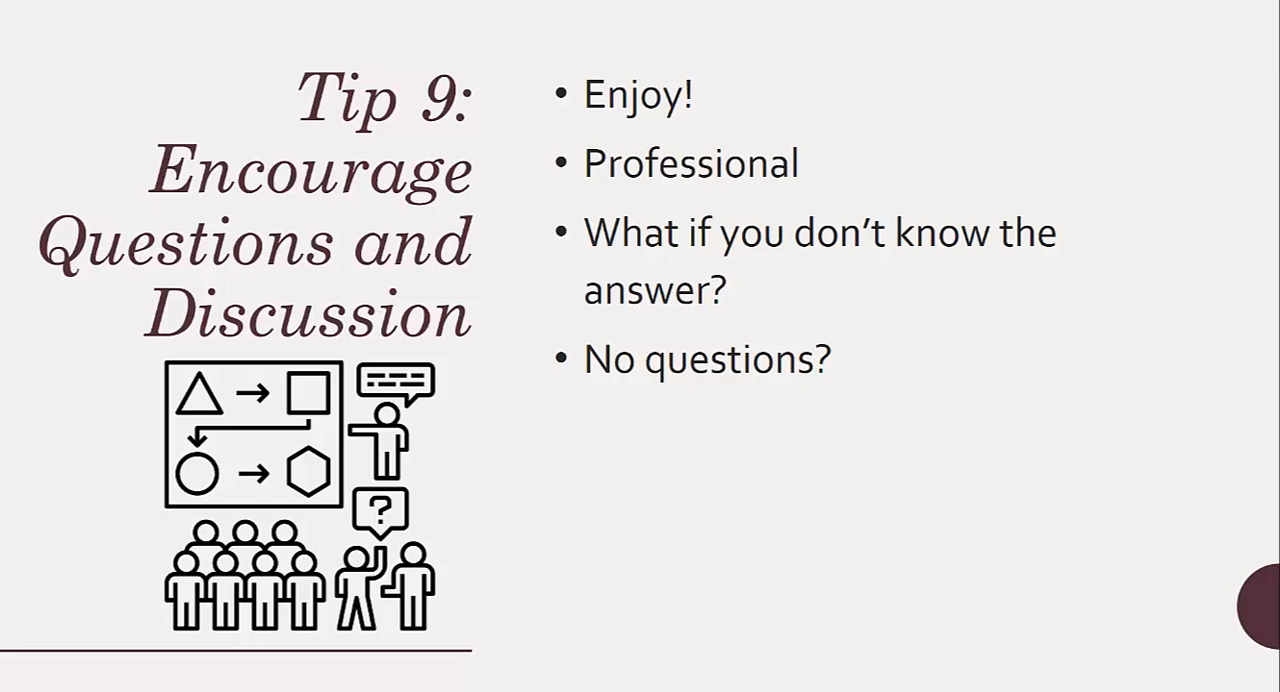 Tip 9:
Encourage
Questions and
Discussion
• Enjoy!
• Professional
• What if you don’t know the
answer?
• No questions?
?